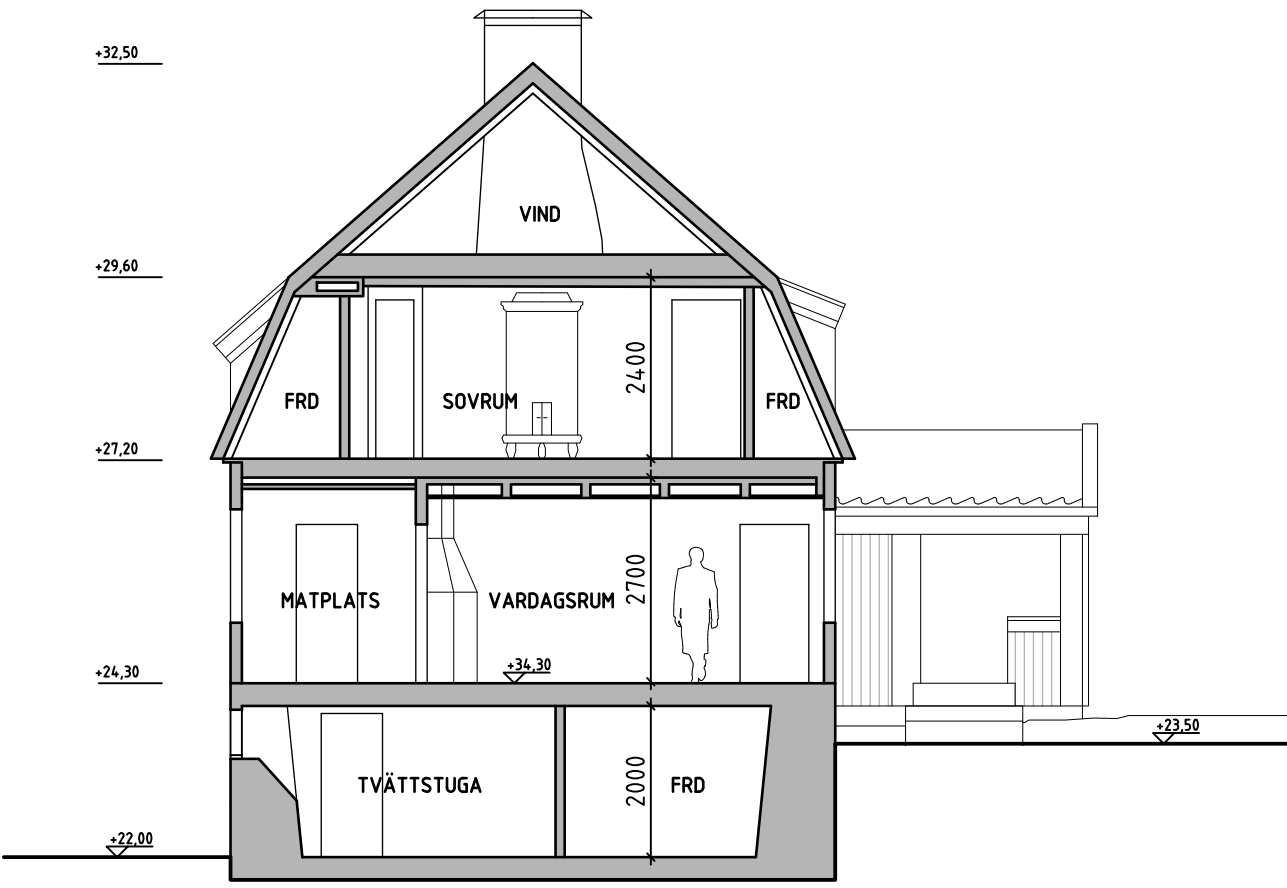 +32,50
VIND
+29,60
2400
FRD
SOVRUM
FRD
+27,20
2700
MATPLATS
VARDAGSRUM
+34,30
+24,30
+23,50
2000
TVÄTTSTUGA
FRD
+22,00